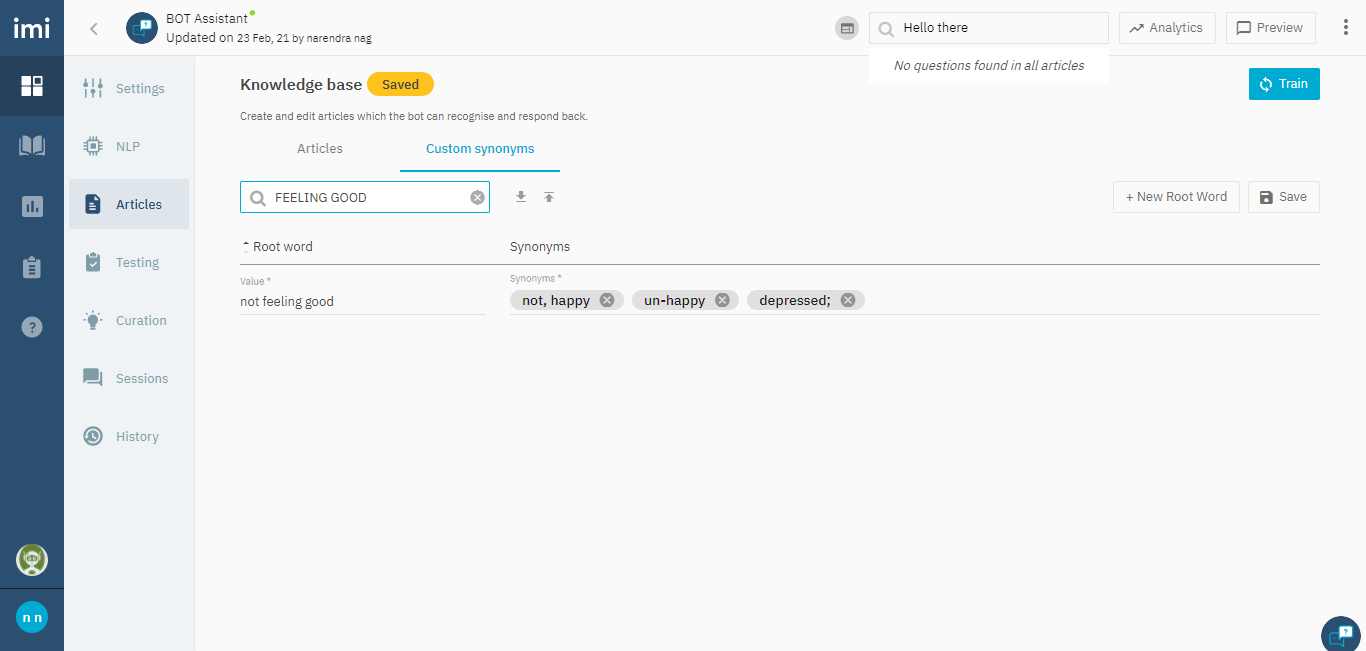 imi
BOT Assistant
Updated on 23 Feb, 21 by narendra nag
Hello there
Analytics
Preview
No questions found in all articles
Settings
NLP
Articles
Testing
Curation
Sessions
History
Knowledge base Saved
Train
Create and edit articles which the bot can recognise and respond back.
Articles Custom synonyms
FEELING GOOD
+ New Root Word Save
Root word Synonyms
Value * Synonyms *
not feeling good not, happy un-happy depressed;
?
n n
?